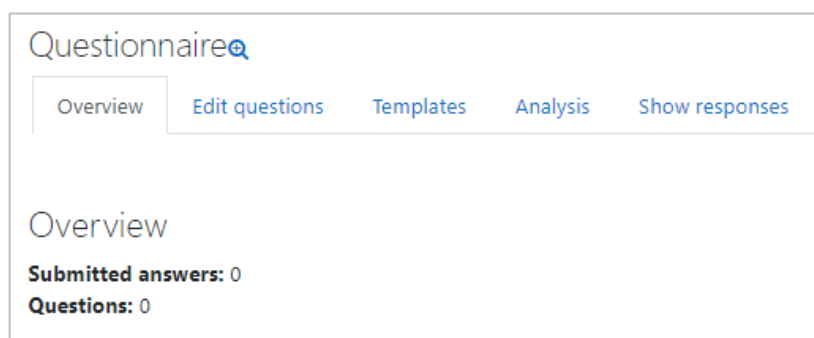 Questionnaire
Overview Edit questions Templates Analysis Show responses
Overview
Submitted answers: 0
Questions: 0